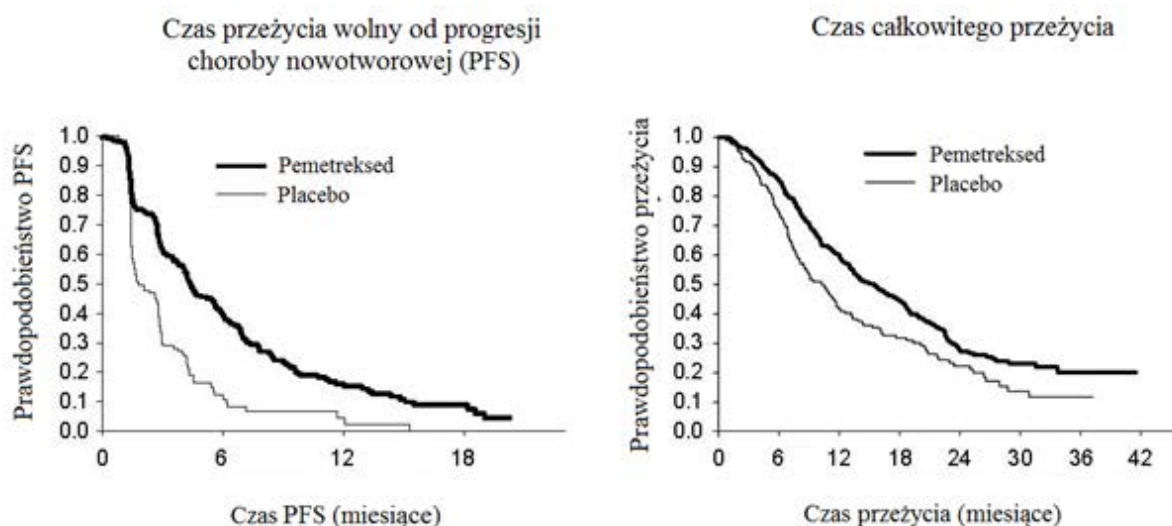 Czas przeżycia wolny od progresji
choroby nowotworowej (PFS)
Prawdopodobieństwo PFS
1.0
0.9
0.8
0.7
0.6
0.5
0.4
0.3
0.2
0.1
0.0
Pemetreksed
Placebo
0 6 12 18
Czas PFS (miesiące)
Czas całkowitego przeżycia
Prawdopodobieństwo przeżycia
1.0
0.9
0.8
0.7
0.6
0.5
0.4
0.3
0.2
0.1
0.0
Pemetreksed
Placebo
0 6 12 18 24 30 36 42
Czas przeżycia (miesiące)